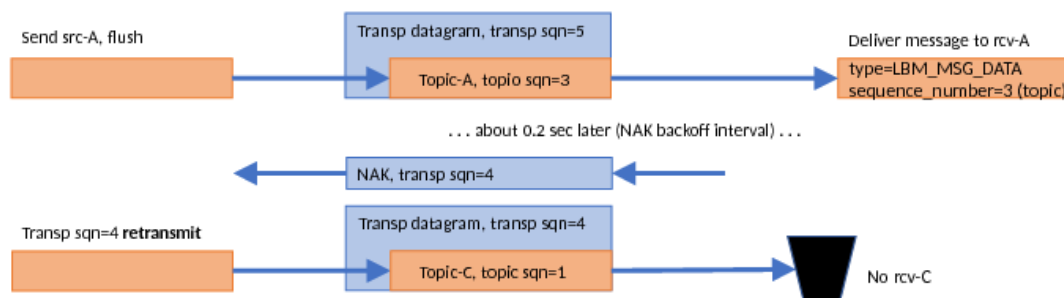 Send src-A, flush
Transp datagram, transp sqn=5
Topic-A, topio sqn=3
Deliver message to rcv-A
type=LBM_MSG_DATA
sequence_number=3 (topic)
. . . about 0.2 sec later (NAK backoff interval) . . .
NAK, transp sqn=4
Transp sqn=4 retransmit
Transp datagram, transp sqn=4
Topic-C, topic sqn=1
No rcv-C